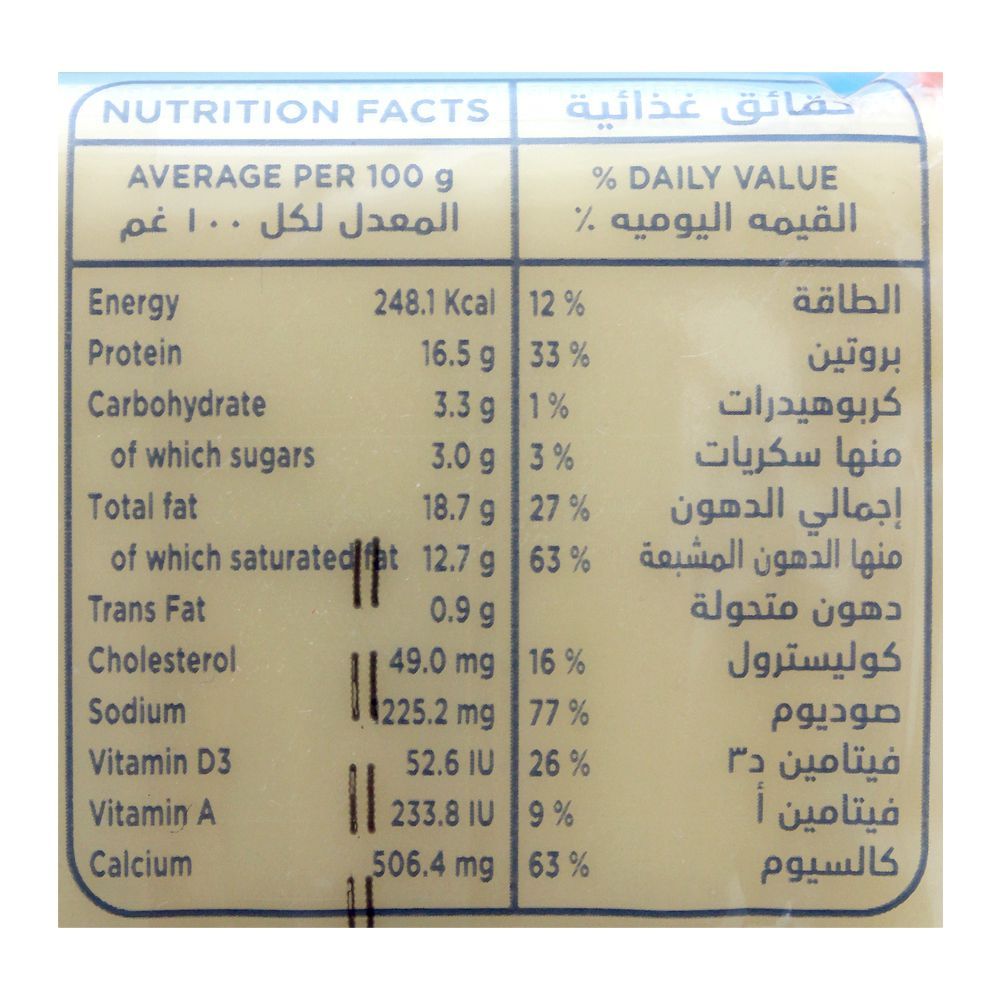 NUTRITION FACTS حقائق غذائية
AVERAGE PER 100 g % DAILY VALUE
المعدل لكل ١٠٠ غم القيمه اليوميه ٪
Energy 248.1 Kcal 12 % الطاقة
Protein 16.5 g 33 % بروتين
Carbohydrate 3.3 g 1 % كربوهيدرات
of which sugars 3.0 g 3 % منها سكريات
Total fat 18.7 g 27 % إجمالي الدهون
of which saturated fat 12.7 g 63 % منها الدهون المشبعة
Trans Fat 0.9 g دهون متحولة
Cholesterol 49.0 mg 16 % كوليسترول
Sodium 1225.2 mg 77 % صوديوم
Vitamin D3 52.6 IU 26 % فيتامين د٣
Vitamin A 233.8 IU 9 % فيتامين أ
Calcium 506.4 mg 63 % كالسيوم